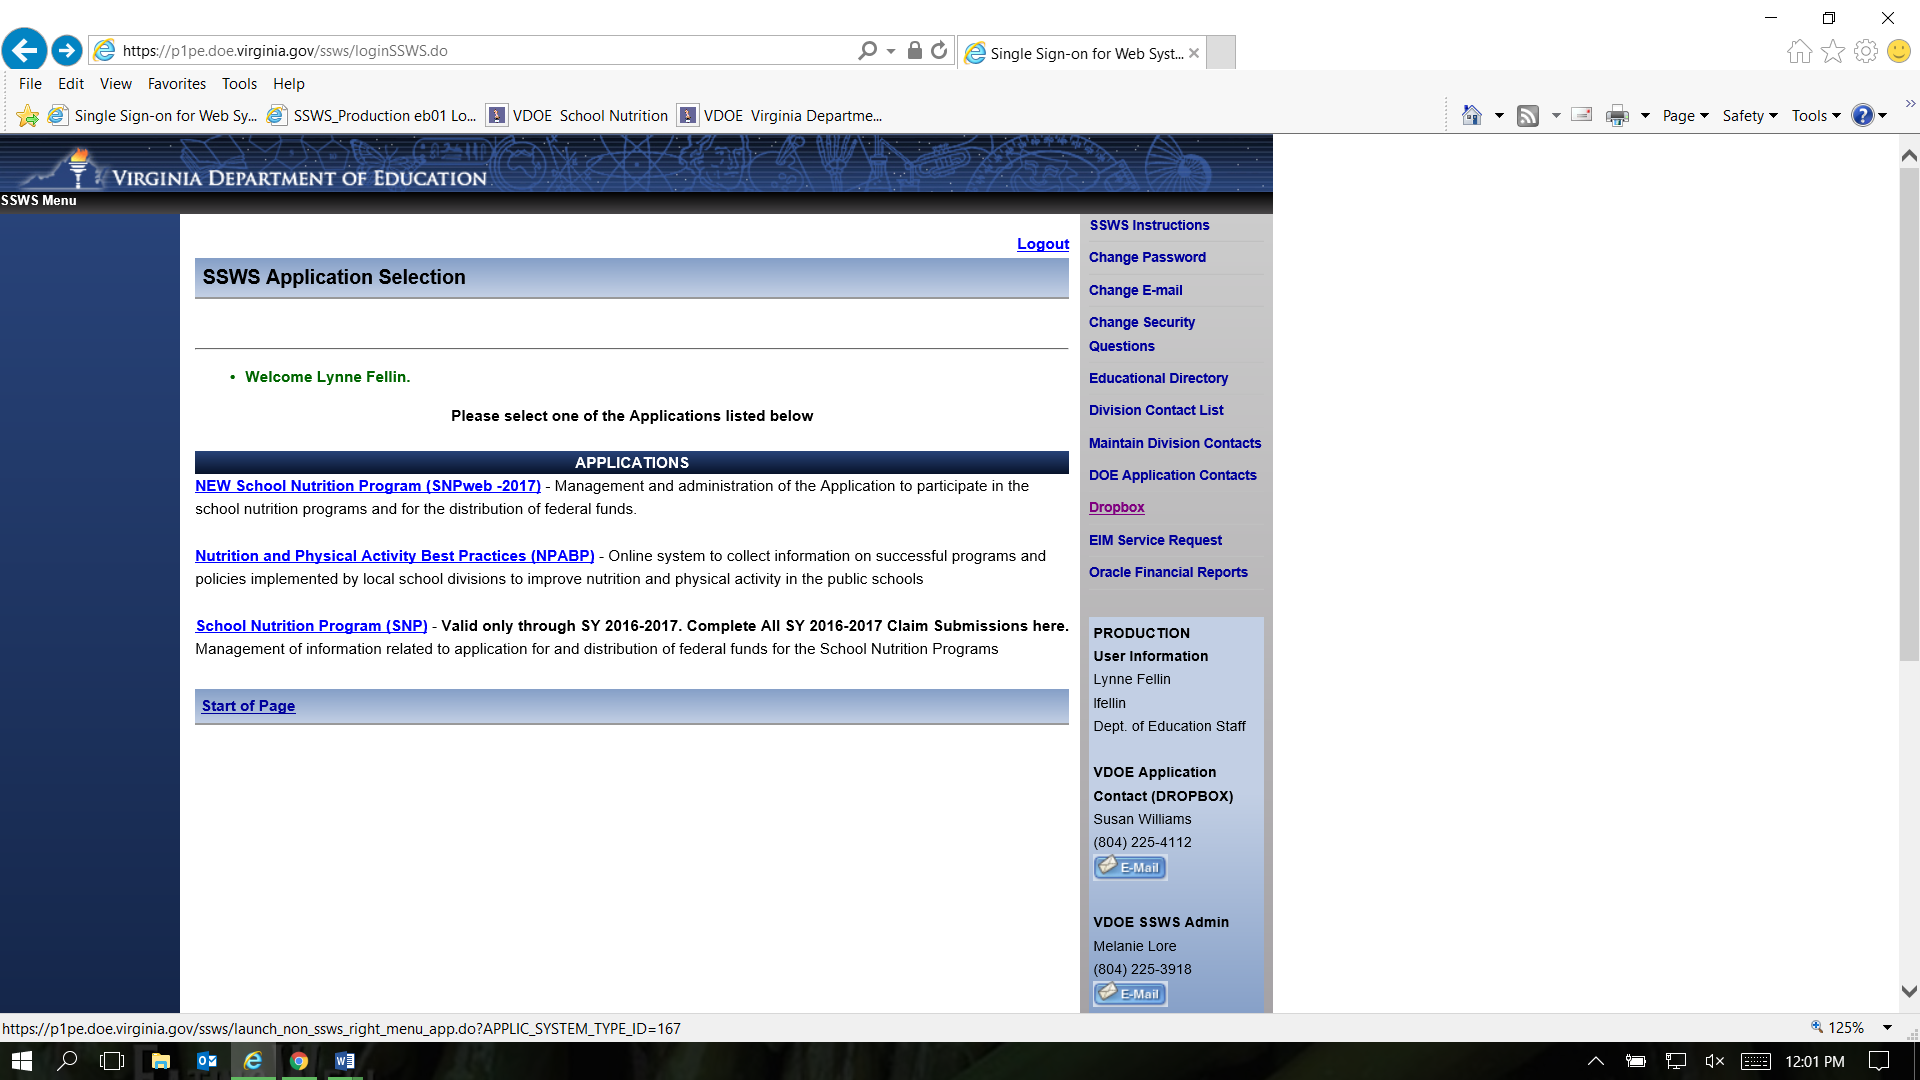 https://p1pe.doe.virginia.gov/ssws/loginSSWS.do
Single Sign-on for Web Syst...
File Edit View Favorites Tools Help
Single Sign-on for Web Sy... SSWS_Production eb01 Lo... VDOE School Nutrition VDOE Virginia Departme...
Page Safety Tools
VIRGINIA DEPARTMENT OF EDUCATION
SSWS Menu
Logout
SSWS Application Selection
• Welcome Lynne Fellin.
Please select one of the Applications listed below
APPLICATIONS
NEW School Nutrition Program (SNPweb -2017) - Management and administration of the Application to participate in the
school nutrition programs and for the distribution of federal funds.
Nutrition and Physical Activity Best Practices (NPABP) - Online system to collect information on successful programs and
policies implemented by local school divisions to improve nutrition and physical activity in the public schools
School Nutrition Program (SNP) - Valid only through SY 2016-2017. Complete All SY 2016-2017 Claim Submissions here.
Management of information related to application for and distribution of federal funds for the School Nutrition Programs
Start of Page
SSWS Instructions
Change Password
Change E-mail
Change Security
Questions
Educational Directory
Division Contact List
Maintain Division Contacts
DOE Application Contacts
Dropbox
EIM Service Request
Oracle Financial Reports
PRODUCTION
User Information
Lynne Fellin
lfellin
Dept. of Education Staff
VDOE Application
Contact (DROPBOX)
Susan Williams
(804) 225-4112
E-Mail
VDOE SSWS Admin
Melanie Lore
(804) 225-3918
E-Mail
https://p1pe.doe.virginia.gov/ssws/launch_non_ssws_right_menu_app.do?APPLIC_SYSTEM_TYPE_ID=167
125%
12:01 PM